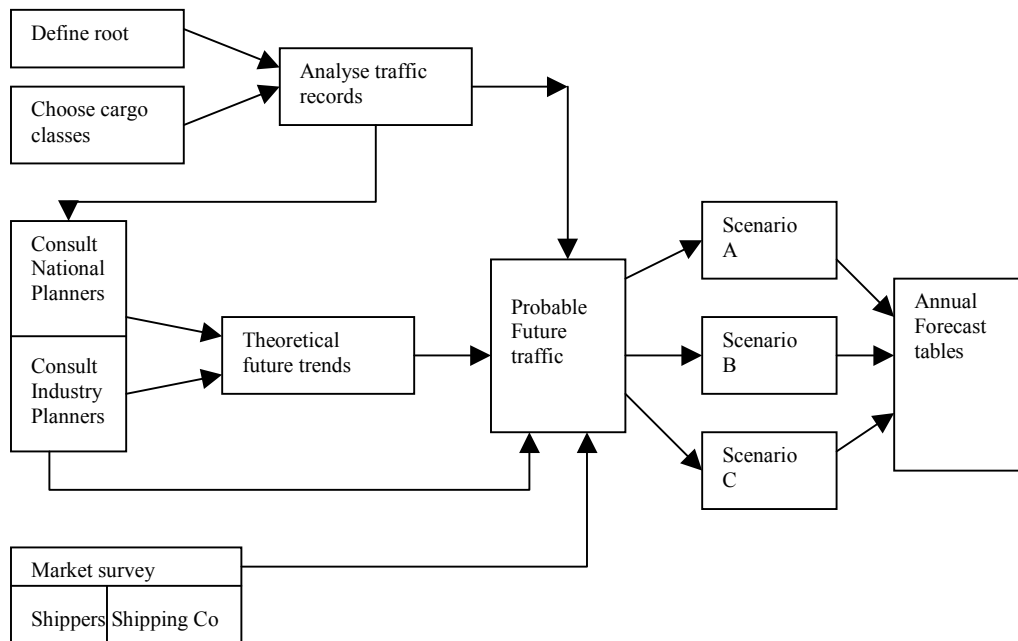 Define root
Choose cargo
classes
Analyse traffic
records
Consult
National
Planners
Consult
Industry
Planners
Theoretical
future trends
Probable
Future
traffic
Scenario
A
Scenario
B
Scenario
C
Annual
Forecast
tables
Market survey
Shippers Shipping Co